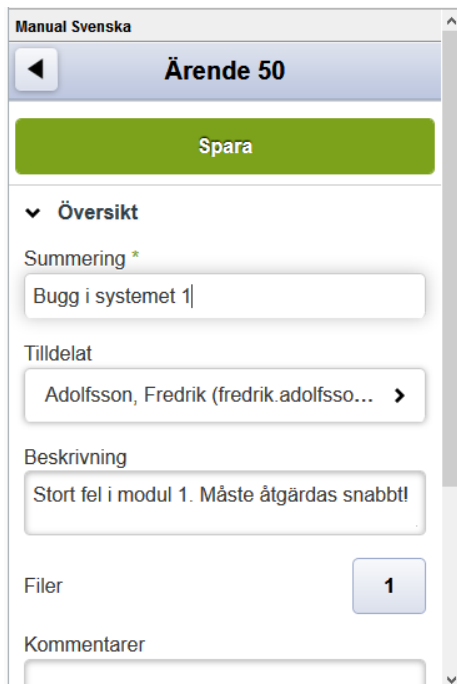 Manual Svenska
Ärende 50
Spara
Översikt
Summering *
Bugg i systemet 1
Tilldelat
Adolfsson, Fredrik (fredrik.adolfsso...
Beskrivning
Stort fel i modul 1. Måste åtgärdas snabbt!
Filer 1
Kommentarer